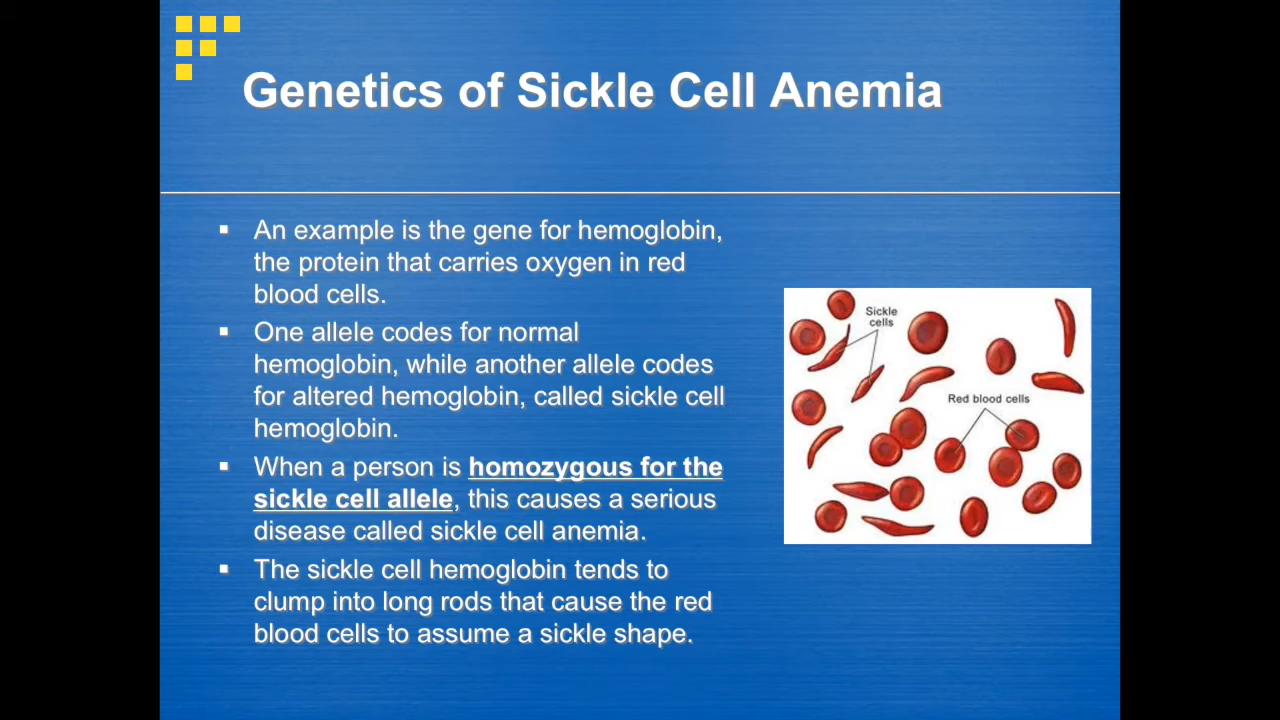 Genetics of Sickle Cell Anemia
An example is the gene for hemoglobin,
the protein that carries oxygen in red
blood cells.
One allele codes for normal
hemoglobin, while another allele codes
for altered hemoglobin, called sickle cell
hemoglobin.
When a person is homozygous for the
sickle cell allele, this causes a serious
disease called sickle cell anemia.
The sickle cell hemoglobin tends to
clump into long rods that cause the red
blood cells to assume a sickle shape.
Sickle
cells
Red blood cells